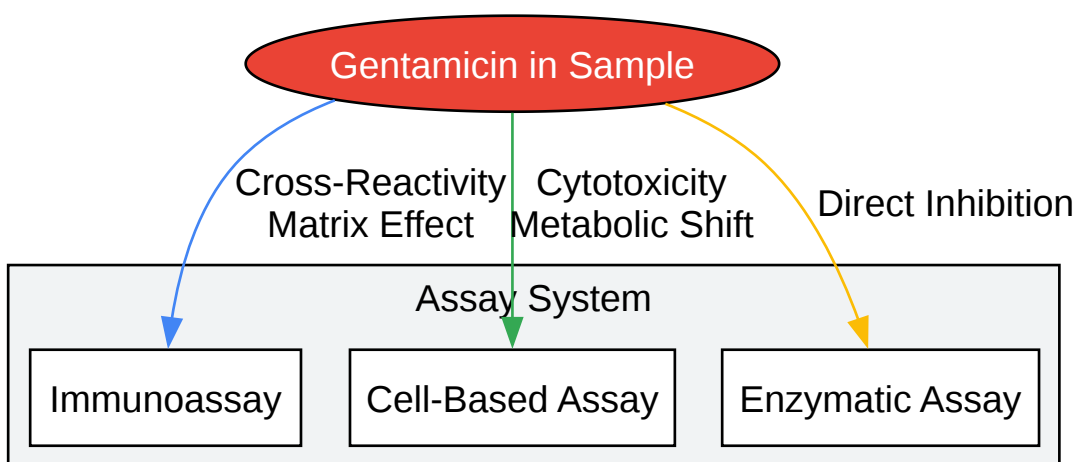 Gentamicin in Sample
Cross-Reactivity
Matrix Effect
Cytotoxicity
Metabolic Shift
Direct Inhibition
Assay System
Immunoassay
Cell-Based Assay
Enzymatic Assay